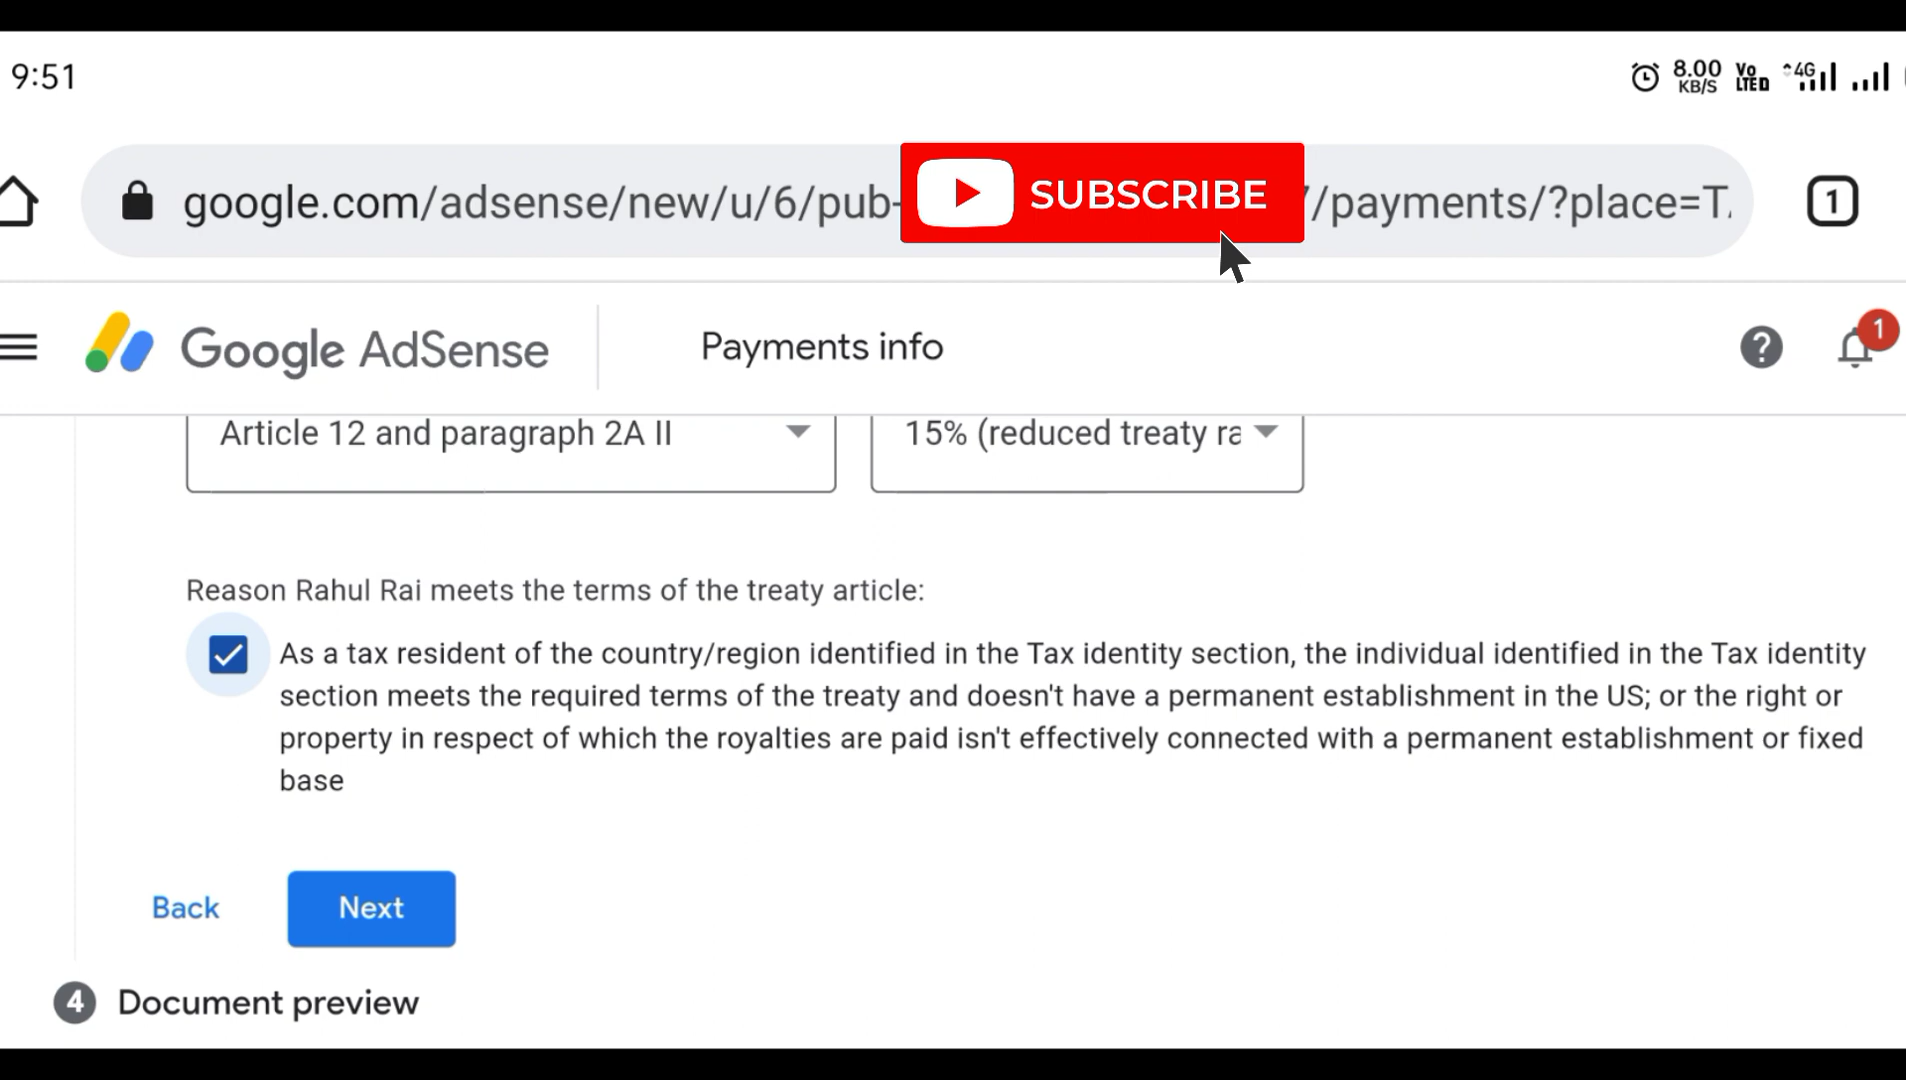 9:51
8.00
KB/S
Vo
LTE
4G
google.com/adsense/new/u/6/pub-
SUBSCRIBE
/payments/?place=T
1
Google AdSense
Payments info
?
1
Article 12 and paragraph 2A II
15% (reduced treaty ra
Reason Rahul Rai meets the terms of the treaty article:
As a tax resident of the country/region identified in the Tax identity section, the individual identified in the Tax identity
section meets the required terms of the treaty and doesn't have a permanent establishment in the US; or the right or
property in respect of which the royalties are paid isn't effectively connected with a permanent establishment or fixed
base
Back
Next
4 Document preview